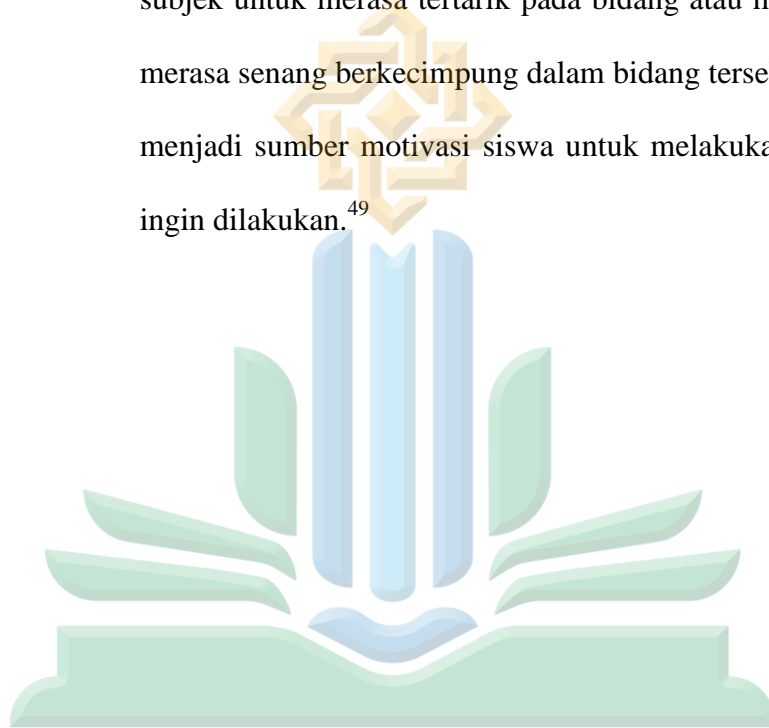 subjek untuk merasa tertarik pada bidang atau
merasa senang berkecimpung dalam bidang
menjadi sumber motivasi siswa untuk
ingin dilakukan.49